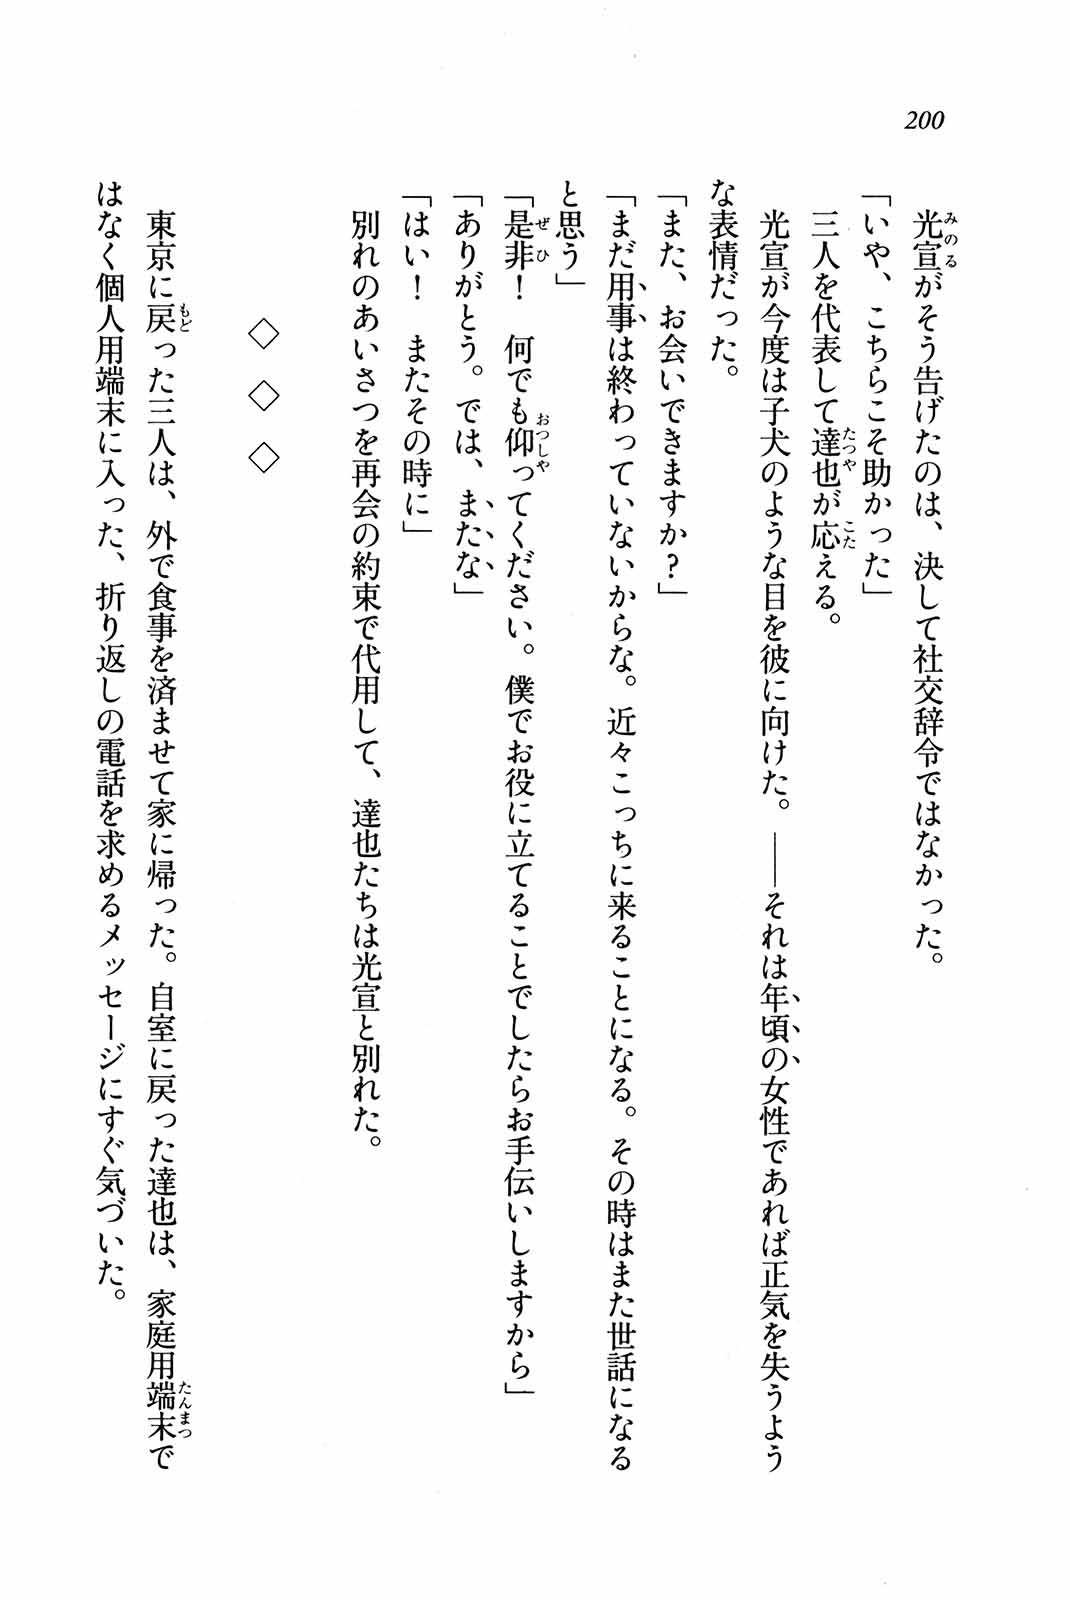 200
光宣がそう告げたのは、決して社交辞令ではなかった。
「いや、こちらこそ助かった」
三人を代表して達也が応える。
光宣が今度は子犬のような目を彼に向けた。――それは年頃の女性であれば正気を失うよう
な表情だった。
「また、お会いできますか?」
「まだ用事は終わっていないからな。近々こっちに来ることになる。その時はまた世話になる
と思う」
「是非! 何でも仰ってください。僕でお役に立てることでしたらお手伝いしますから」
「ありがとう。では、またな」
「はい! またその時に」
別れのあいさつを再会の約束で代用して、達也たちは光宣と別れた。
◇ ◇ ◇
東京に戻った三人は、外で食事を済ませて家に帰った。自室に戻った達也は、家庭用端末で
はなく個人用端末に入った、折り返しの電話を求めるメッセージにすぐ気づいた。